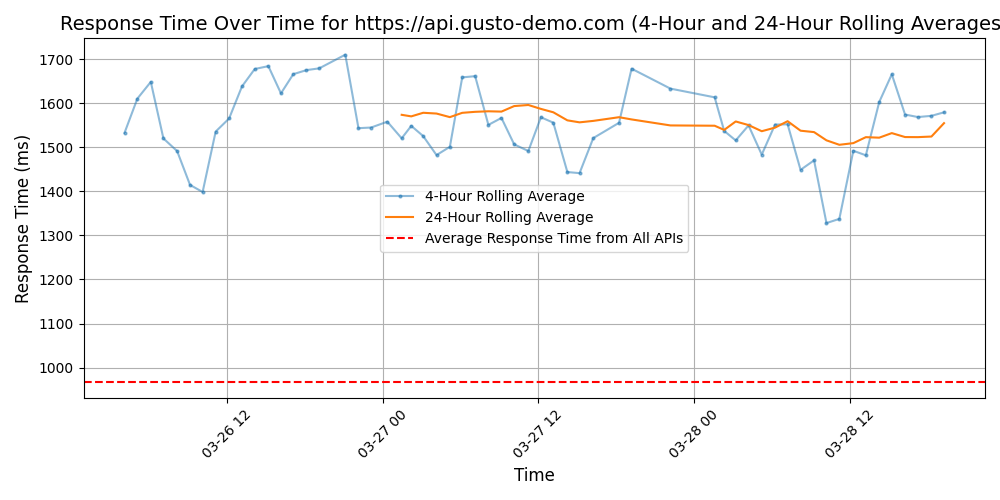 Response Time Over Time for https://api.gusto-demo.com (4-Hour and 24-Hour Rolling Averages
Response Time (ms)
1700
1600
1500
1400
1300
1200
1100
1000
4-Hour Rolling Average
24-Hour Rolling Average
Average Response Time from All APIs
03-26 12
03-27 00
03-27 12
03-28 00
03-28 12
Time